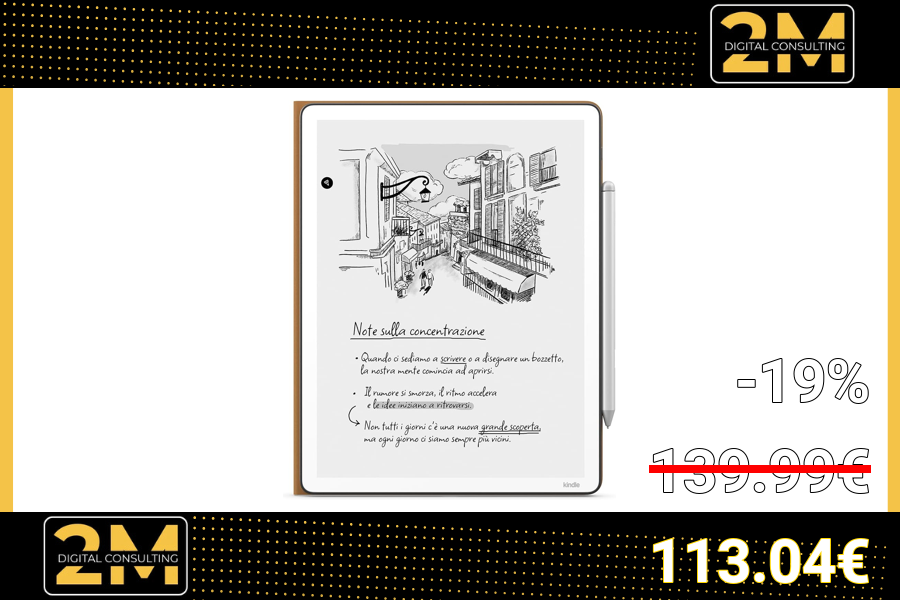 2M
DIGITAL CONSULTING
Note sulla concentrazione
• Quando ci sediamo a scrivere o a disegnare un bozzetto,
la nostra mente comincia ad aprirsi.
• Il rumore si smorza, il ritmo accelera
e le idee iniziano a ritrovarsi.
Non tutti i giorni c'è una nuova grande scoperta,
ma ogni giorno ci siamo sempre più vicini.
kindle
-19%
139.99€
2M
DIGITAL CONSULTING
113.04€